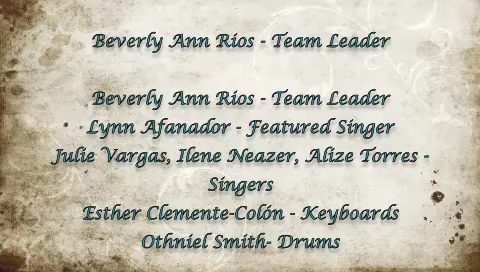 Beverly Ann Rios - Team Leader
Beverly Ann Rios - Team Leader
Lynn Afanador - Featured Singer
Julie Vargas, Ilene Neazer, Alize Torres -
Singers
Esther Clemente-Colón - Keyboards
Othniel Smith- Drums